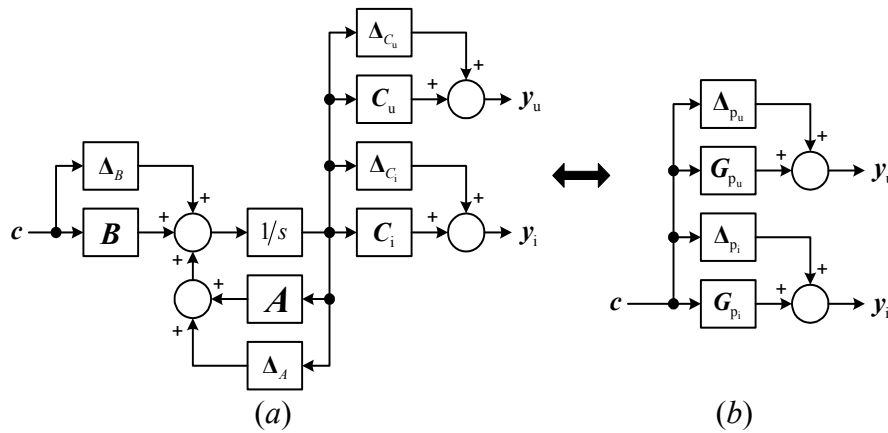 Δ_{C_u}
+
C_u
+
y_u
Δ_B
+
Δ_{C_i}
+
c
B
+
1/s
C_i
+
y_i
+
+
A
+
Δ_A
(a)
Δ_{p_u}
+
G_{p_u}
+
y_u
Δ_{p_i}
+
c
G_{p_i}
+
y_i
(b)